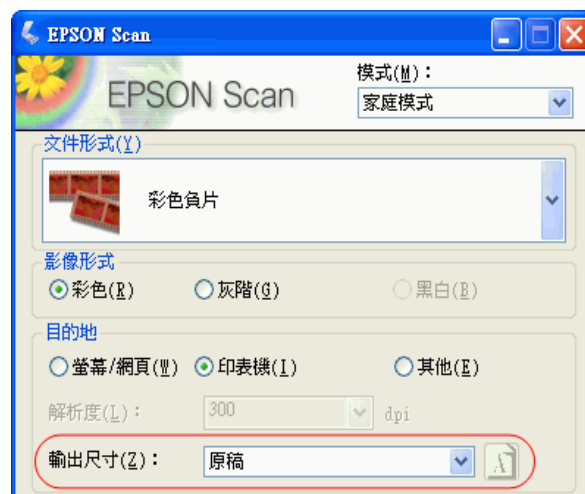 EPSON Scan
EPSON Scan
模式(M)：
家庭模式
文件形式(Y)
彩色負片
影像形式
彩色(R) 灰階(G) 黑白(B)
目的地
螢幕/網頁(W) 印表機(I) 其他(E)
解析度(L)： 300 dpi
輸出尺寸(Z)： 原稿 A